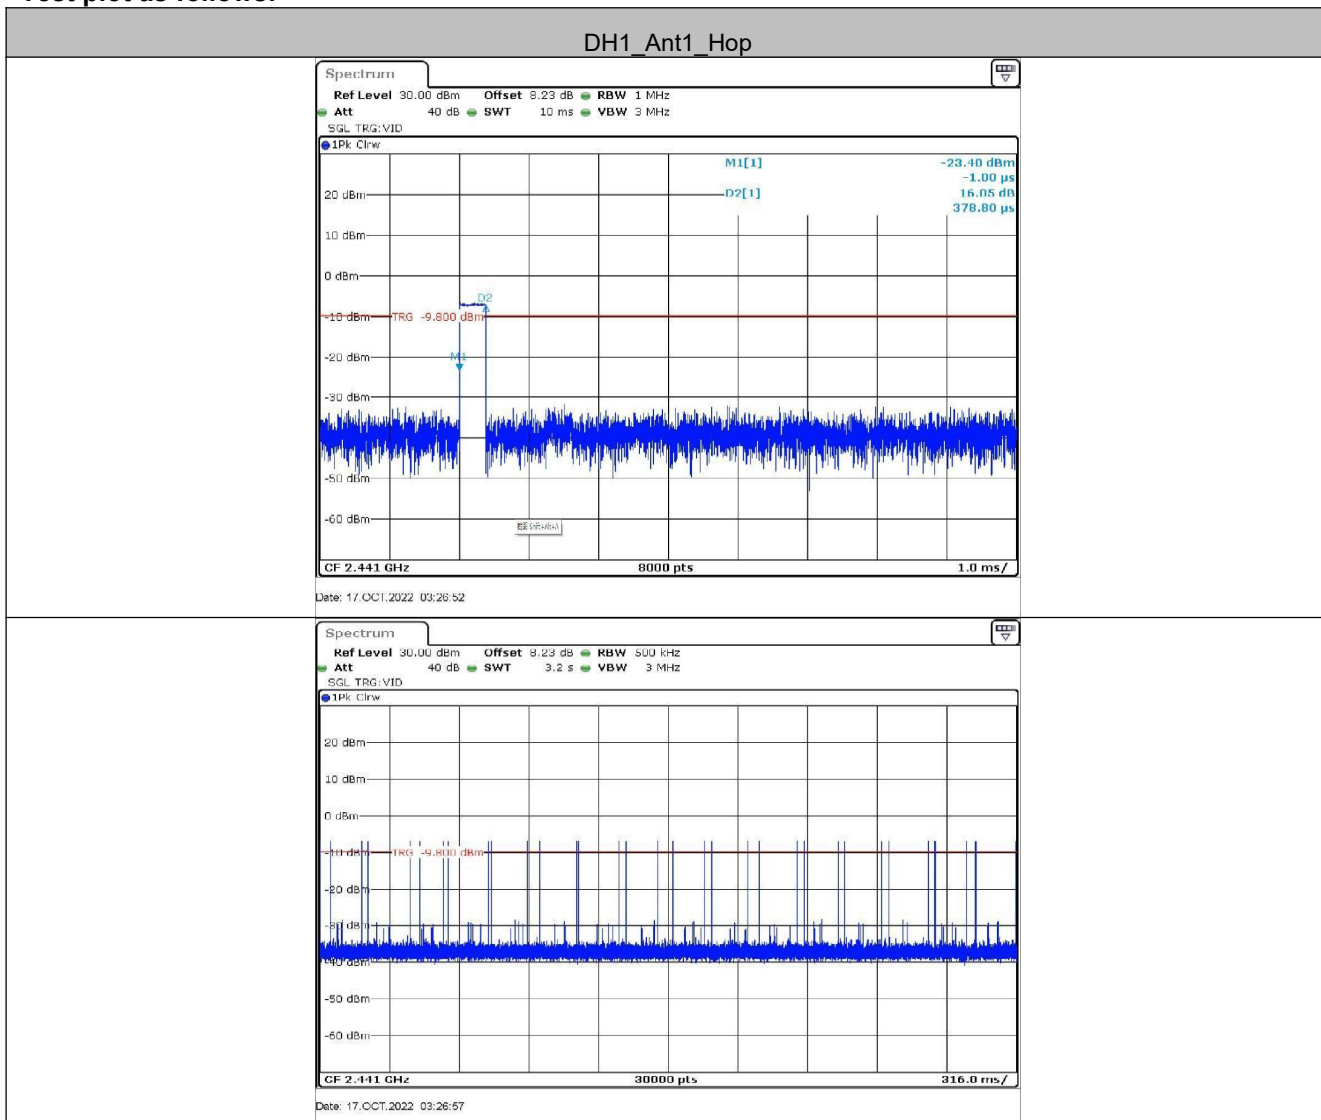 DH1_Ant1_Hop
Spectrum
Ref Level 30.00 dBm Offset 8.23 dB RBW 1 MHz
Att 40 dB SWT 10 ms VBW 3 MHz
SGL TRG:VID
1Pk Clrw
M1[1] -23.40 dBm
-1.00 µs
D2[1] 16.05 dB
378.80 µs
20 dBm
10 dBm
0 dBm
D2
-10 dBm TRG -9.800 dBm
-20 dBm
M1
-30 dBm
-50 dBm
-60 dBm
CF 2.441 GHz 8000 pts 1.0 ms/
Date: 17.OCT.2022 03:26:52
Spectrum
Ref Level 30.00 dBm Offset 8.23 dB RBW 500 kHz
Att 40 dB SWT 3.2 s VBW 3 MHz
SGL TRG:VID
1Pk Clrw
20 dBm
10 dBm
0 dBm
-10 dBm TRG -9.800 dBm
-20 dBm
-30 dBm
-40 dBm
-50 dBm
-60 dBm
CF 2.441 GHz 30000 pts 316.0 ms/
Date: 17.OCT.2022 03:26:57